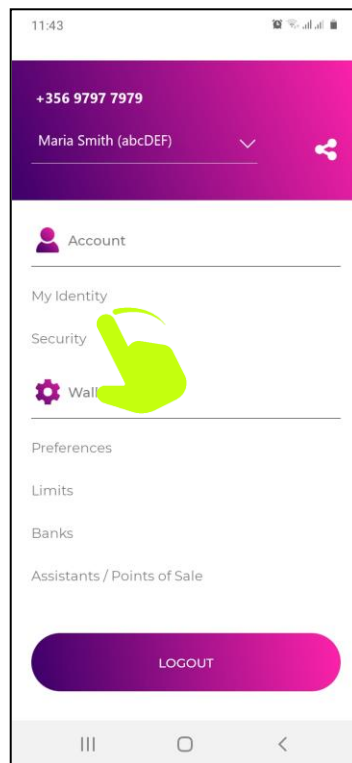 11:43
+356 9797 7979
Maria Smith (abcDEF)
Account
My Identity
Security
Wall
Preferences
Limits
Banks
Assistants / Points of Sale
LOGOUT